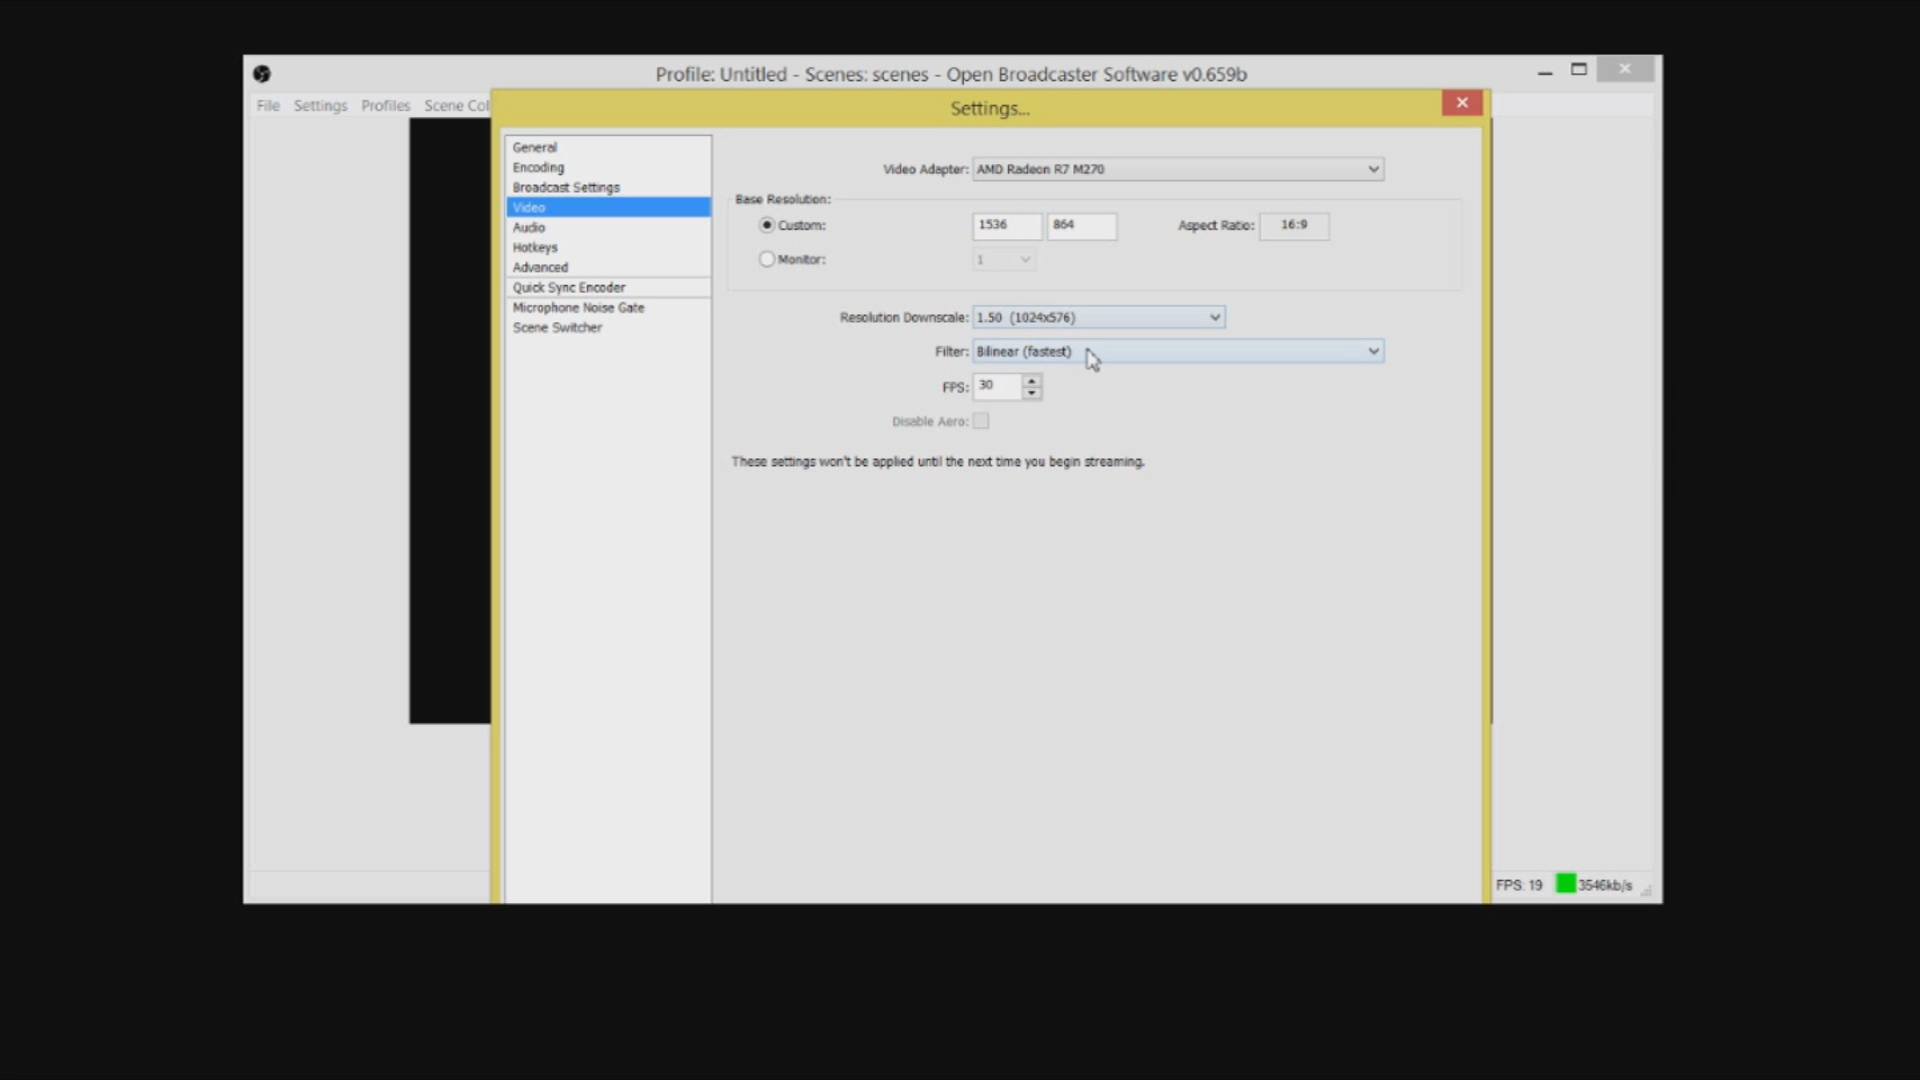 Profile: Untitled - Scenes: scenes - Open Broadcaster Software v0.659b
File Settings Profiles Scene Col
Settings...
General
Encoding
Broadcast Settings
Video
Audio
Hotkeys
Advanced
Quick Sync Encoder
Microphone Noise Gate
Scene Switcher
Video Adapter: AMD Radeon R7 M270
Base Resolution:
Custom: 1536 864 Aspect Ratio: 16:9
Monitor: 1
Resolution Downscale: 1.50 (1024x576)
Filter: Bilinear (fastest)
FPS: 30
Disable Aero:
These settings won't be applied until the next time you begin streaming.
FPS: 19 3546kb/s